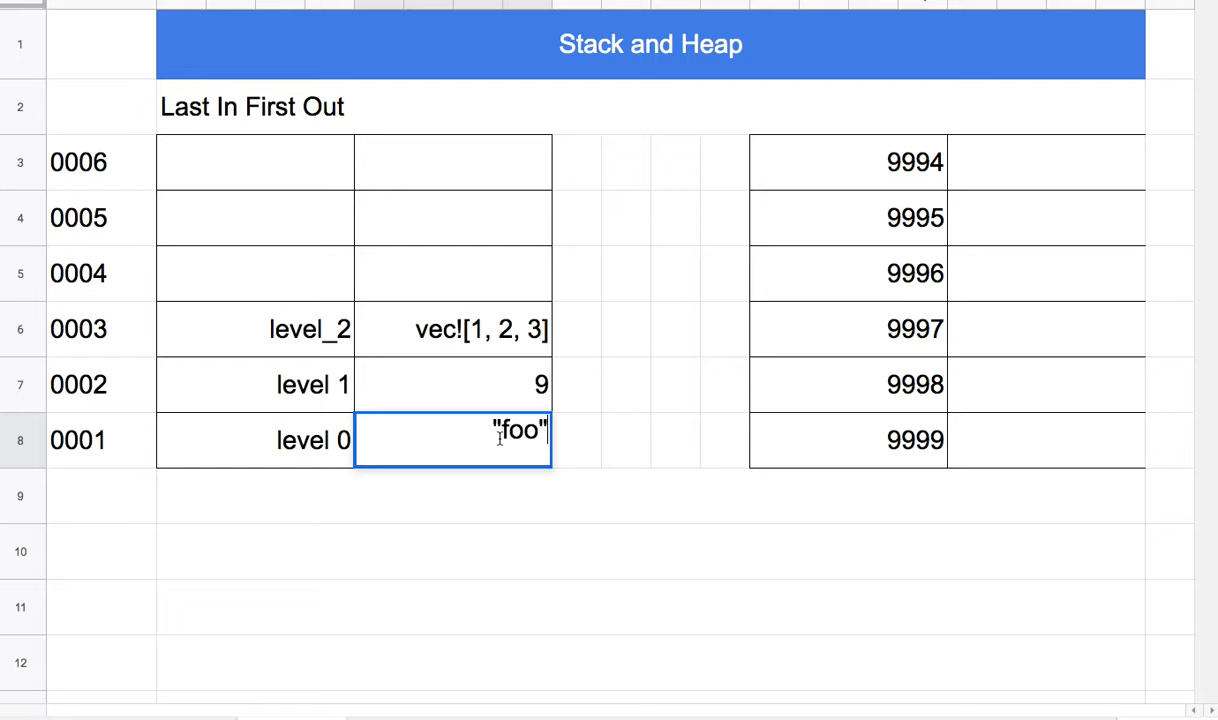 1 Stack and Heap
2 Last In First Out
3 0006 9994
4 0005 9995
5 0004 9996
6 0003 level_2 vec![1, 2, 3] 9997
7 0002 level 1 9 9998
8 0001 level 0 "foo" 9999
9
10
11
12